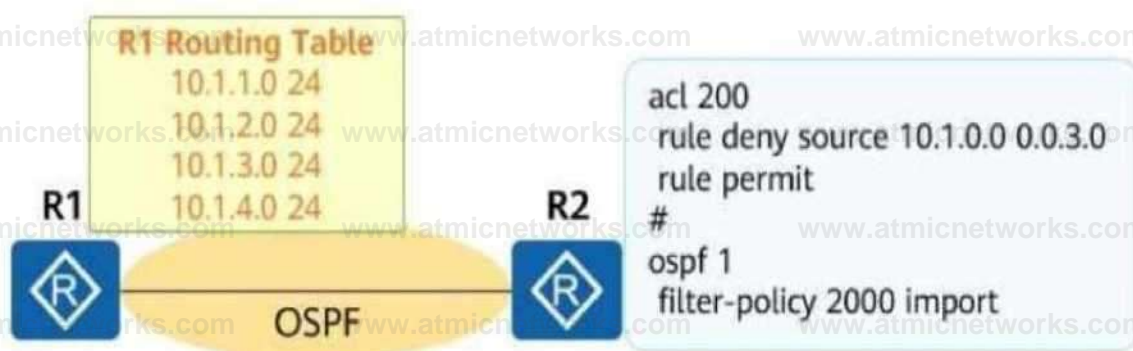 R1 Routing Table
10.1.1.0 24
10.1.2.0 24
10.1.3.0 24
10.1.4.0 24
R1
R2
OSPF
acl 200
rule deny source 10.1.0.0 0.0.3.0
rule permit
#
ospf 1
filter-policy 2000 import
www.atmicnetworks.com